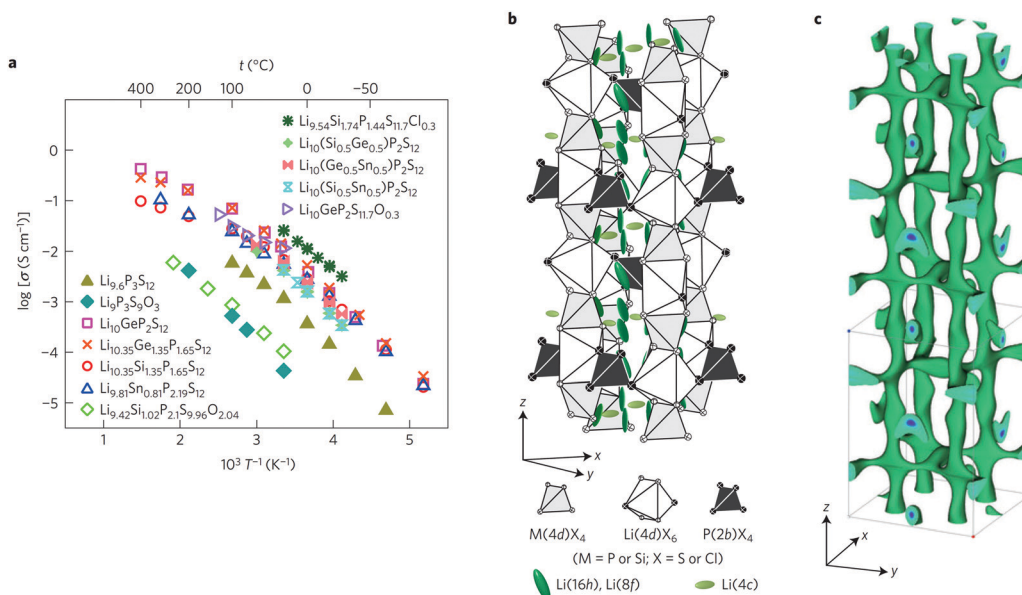 a
t (°C)
400 300 200 100 0 −50
Li₉.₅₄Si₁.₇₄P₁.₄₄S₁₁.₇Cl₀.₃
Li₁₀(Si₀.₅Ge₀.₅)P₂S₁₂
Li₁₀(Ge₀.₅Sn₀.₅)P₂S₁₂
Li₁₀(Si₀.₅Sn₀.₅)P₂S₁₂
Li₁₀GeP₂S₁₁.₇O₀.₃
0
−1
−2
−3
−4
−5
log [σ (S cm⁻¹)]
Li₉.₆P₃S₁₂
Li₉P₃S₉O₃
Li₁₀GeP₂S₁₂
Li₁₀.₃₅Ge₁.₃₅P₁.₆₅S₁₂
Li₁₀.₃₅Si₁.₃₅P₁.₆₅S₁₂
Li₉.₈₁Sn₀.₈₁P₂.₁₉S₁₂
Li₉.₄₂Si₁.₀₂P₂.₁S₉.₉₆O₂.₀₄
1 2 3 4 5
10³ T⁻¹ (K⁻¹)
b
z
x
y
M(4d)X₄ Li(4d)X₆ P(2b)X₄
(M = P or Si; X = S or Cl)
Li(16h), Li(8f) Li(4c)
c
z
x
y